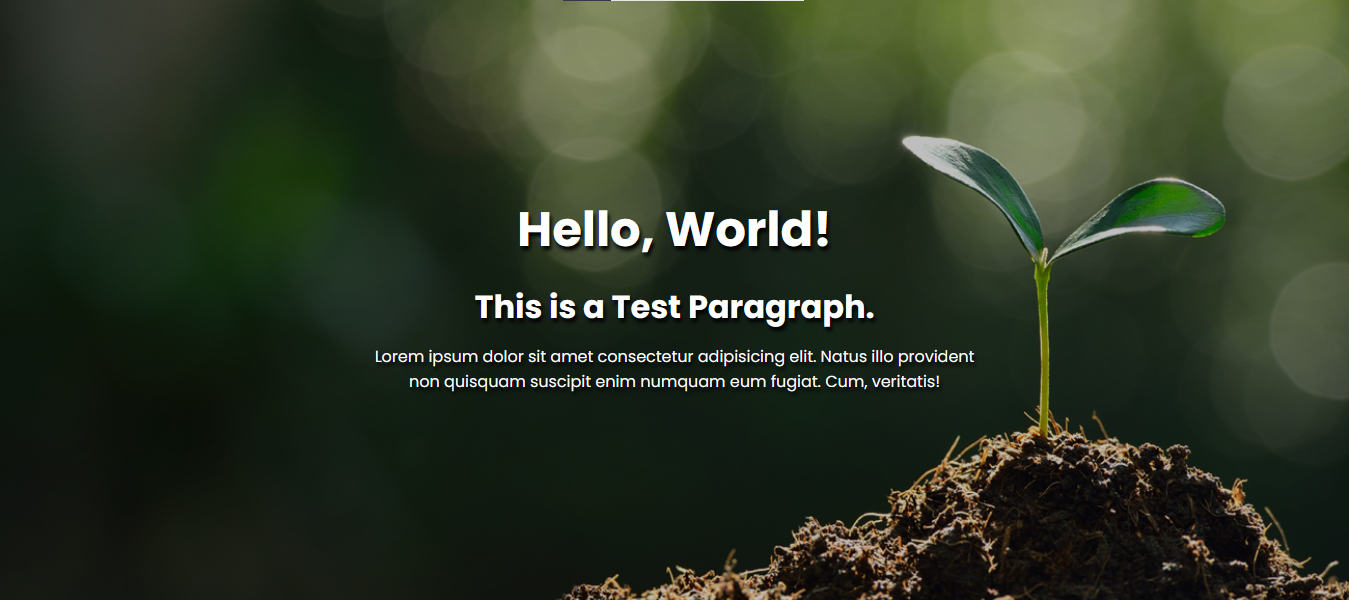 Hello, World!
This is a Test Paragraph.
Lorem ipsum dolor sit amet consectetur adipisicing elit. Natus illo provident
non quisquam suscipit enim numquam eum fugiat. Cum, veritatis!